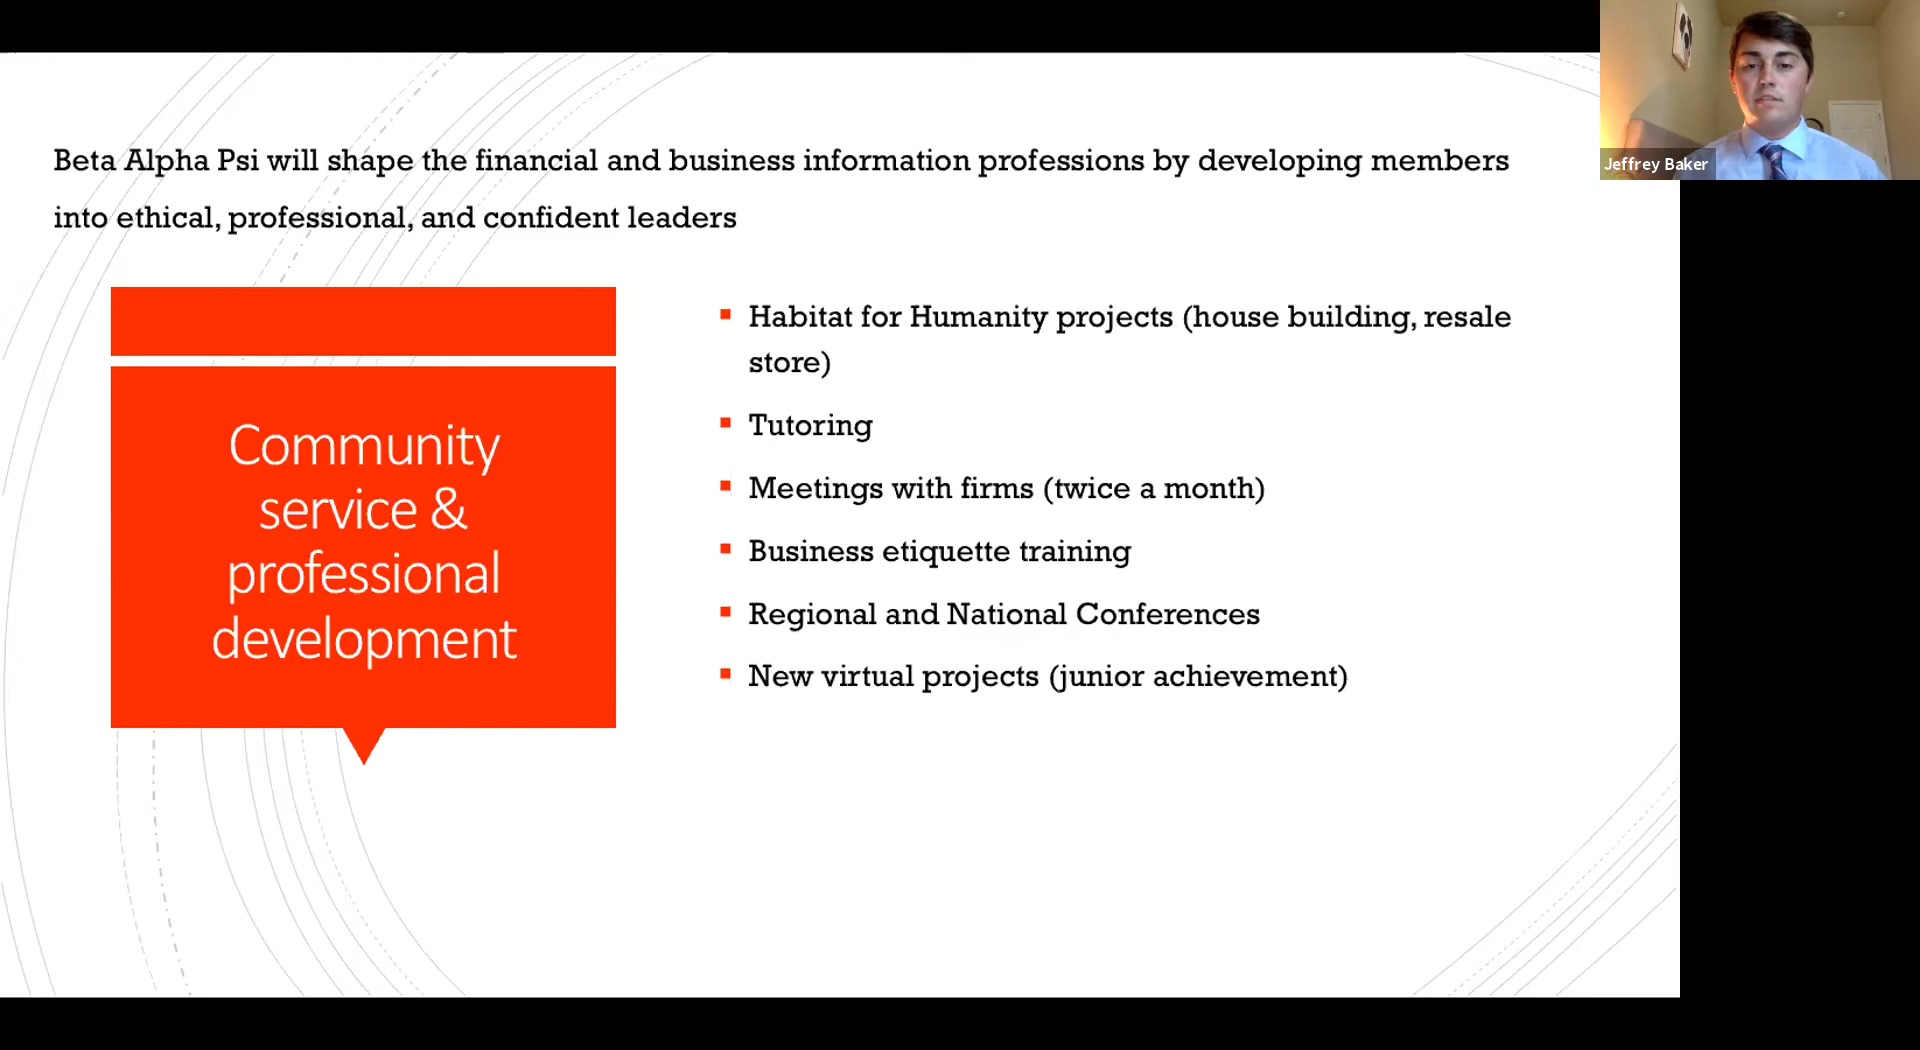 Beta Alpha Psi will shape the financial and business information professions by developing members
into ethical, professional, and confident leaders
Community
service &
professional
development
▪ Habitat for Humanity projects (house building, resale
store)
▪ Tutoring
▪ Meetings with firms (twice a month)
▪ Business etiquette training
▪ Regional and National Conferences
▪ New virtual projects (junior achievement)
Jeffrey Baker